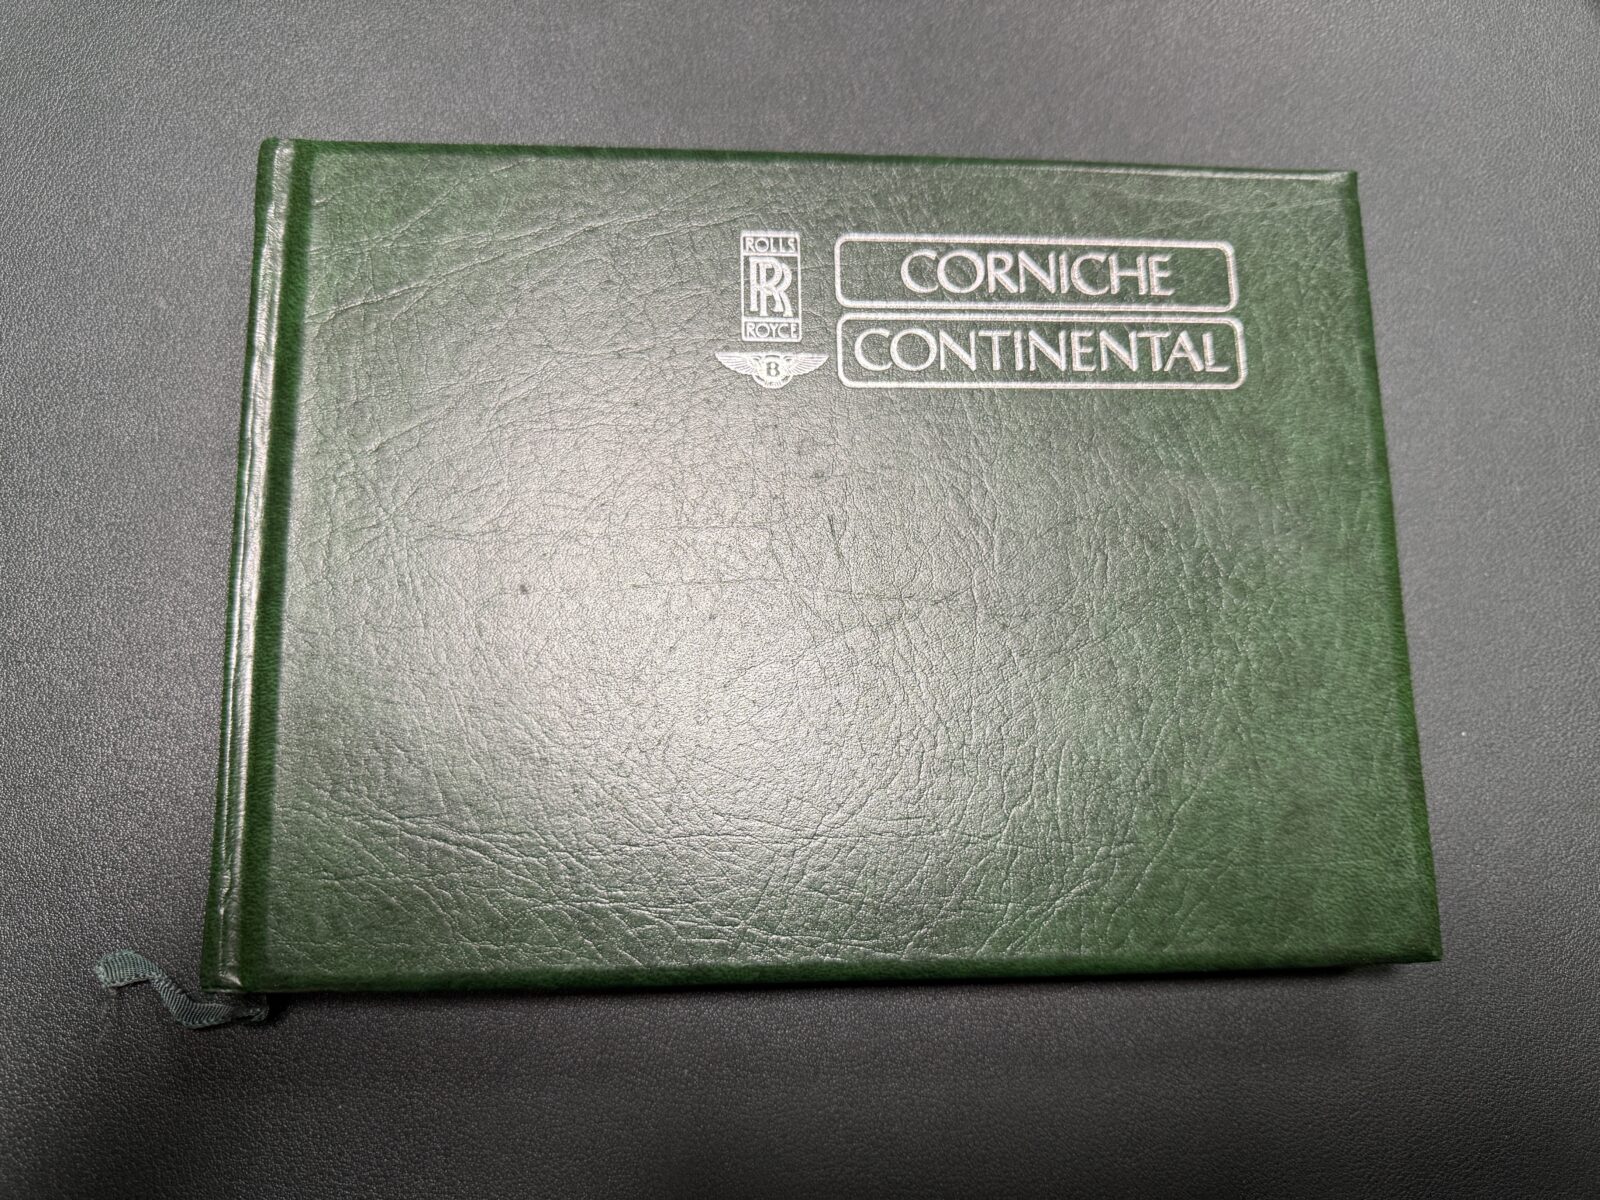 ROLLS
RR
ROYCE
B
CORNICHE
CONTINENTAL